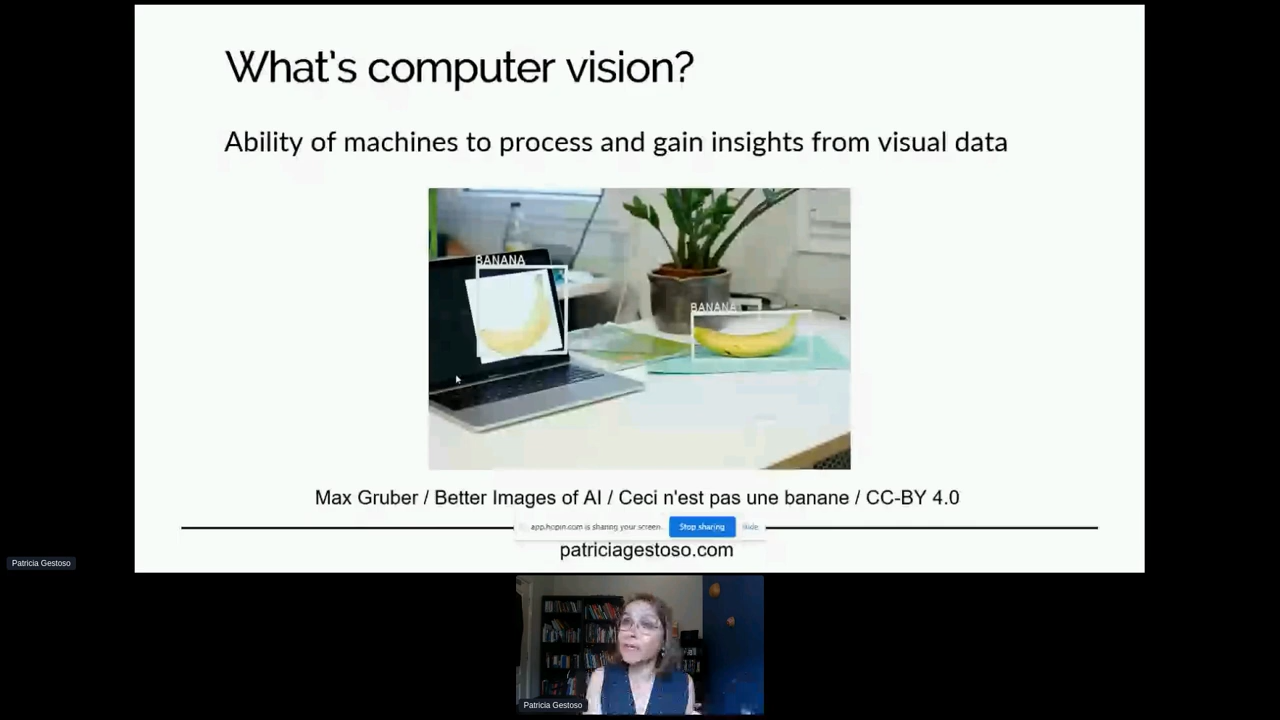 What's computer vision?
Ability of machines to process and gain insights from visual data
BANANA
BANANA
Max Gruber / Better Images of AI / Ceci n'est pas une banane / CC-BY 4.0
app.hopin.com is sharing your screen. Stop sharing Hide
patriciagestoso.com
Patricia Gestoso
Patricia Gestoso